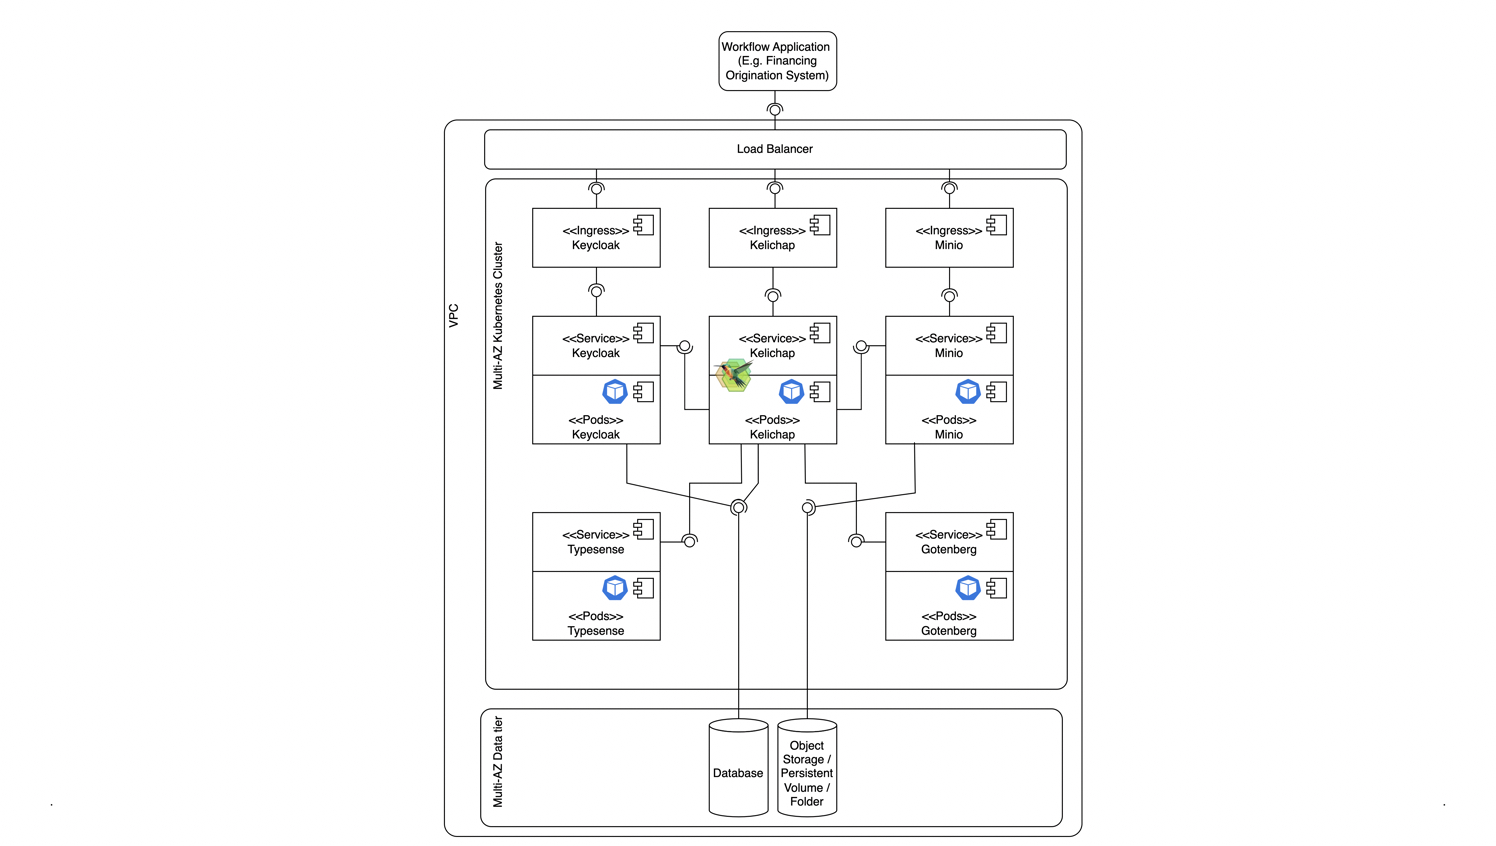 Workflow Application
(E.g. Financing
Origination System)
Load Balancer
VPC
Multi-AZ Kubernetes Cluster
<<Ingress>>
Keycloak
<<Ingress>>
Kelichap
<<Ingress>>
Minio
<<Service>>
Keycloak
<<Service>>
Kelichap
<<Service>>
Minio
<<Pods>>
Keycloak
<<Pods>>
Kelichap
<<Pods>>
Minio
<<Service>>
Typesense
<<Service>>
Gotenberg
<<Pods>>
Typesense
<<Pods>>
Gotenberg
Multi-AZ Data tier
Database
Object
Storage /
Persistent
Volume /
Folder